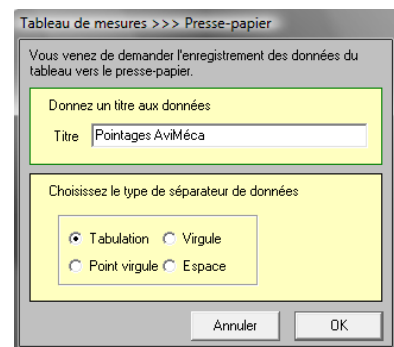 Tableau de mesures >>> Presse-papier
Vous venez de demander l'enregistrement des données du
tableau vers le presse-papier.
Donnez un titre aux données
Titre Pointages AviMéca
Choisissez le type de séparateur de données
Tabulation Virgule
Point virgule Espace
Annuler OK